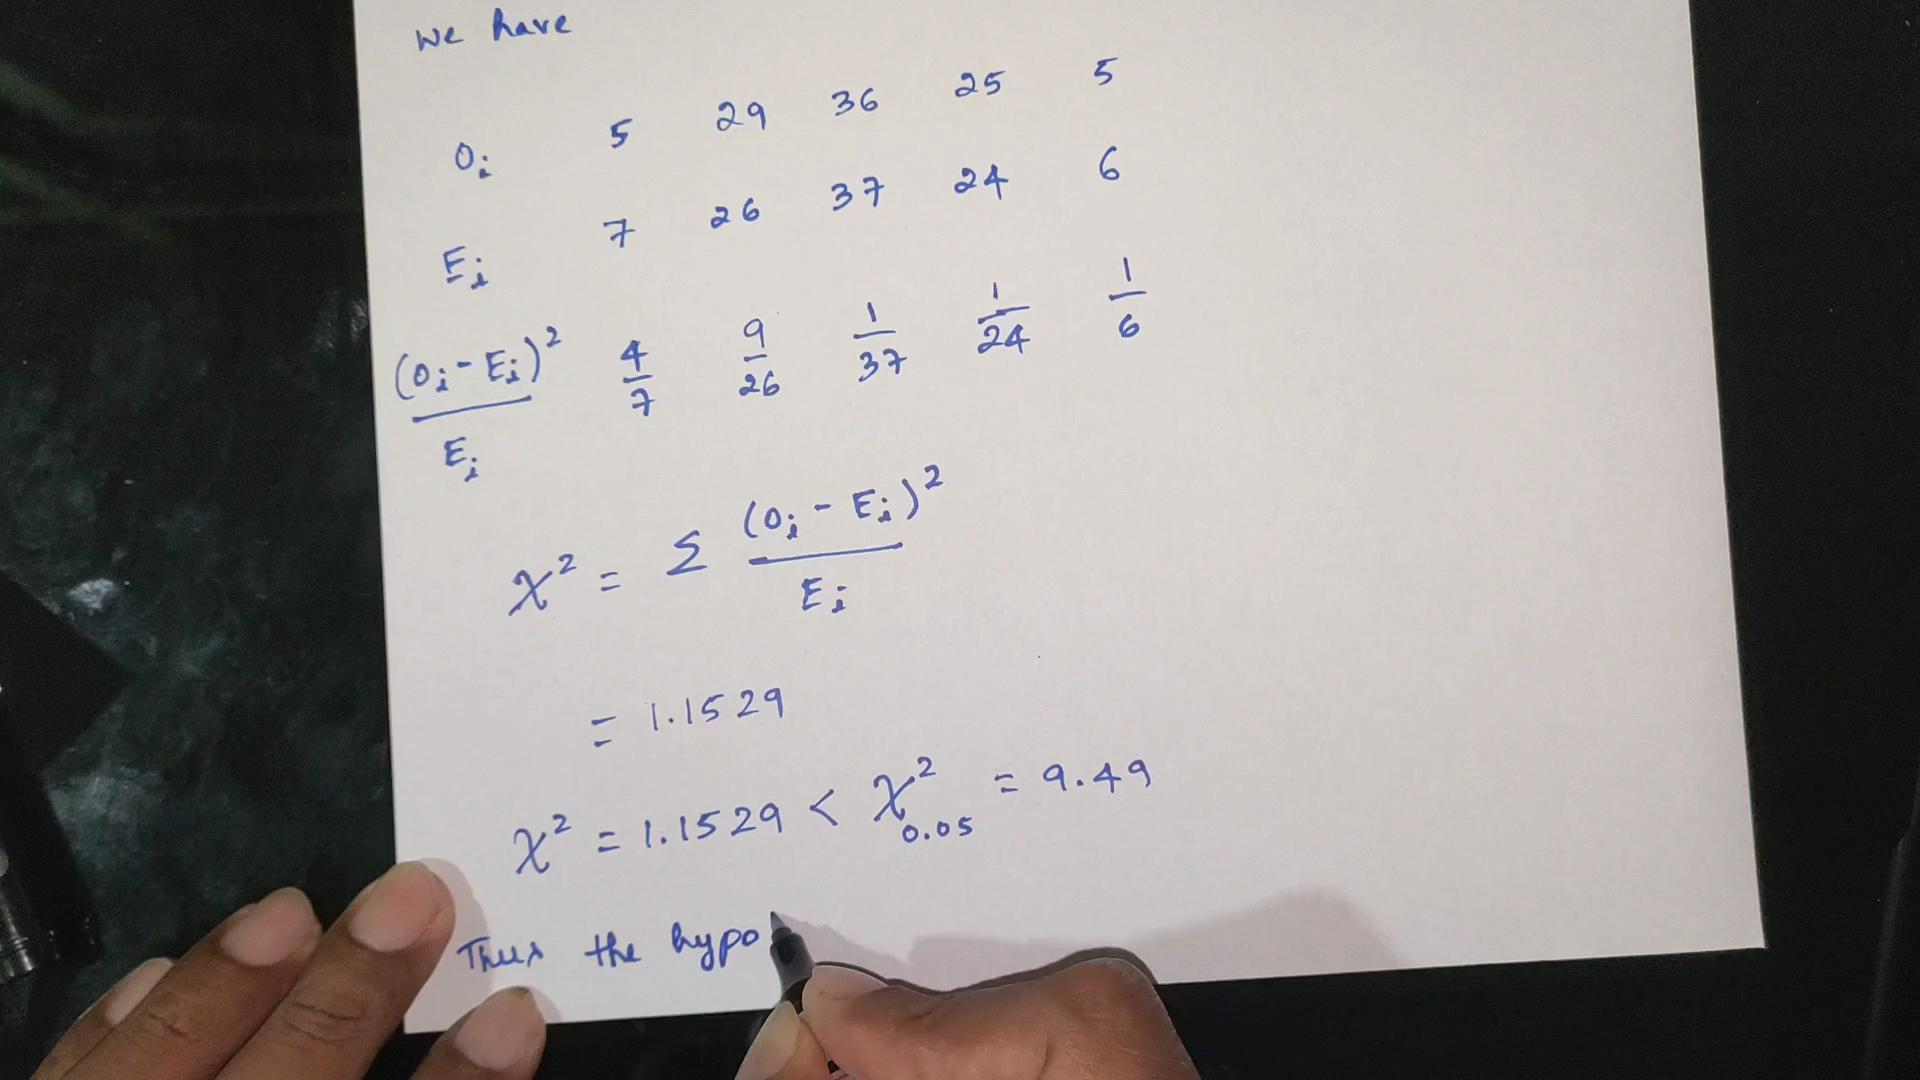 We have
Oi 5 29 36 25 5
Ei 7 26 37 24 6
(Oi - Ei)² / Ei 4/7 9/26 1/37 1/24 1/6
χ² = Σ (Oi - Ei)² / Ei
= 1.1529
χ² = 1.1529 < χ²0.05 = 9.49
Thus the hypo